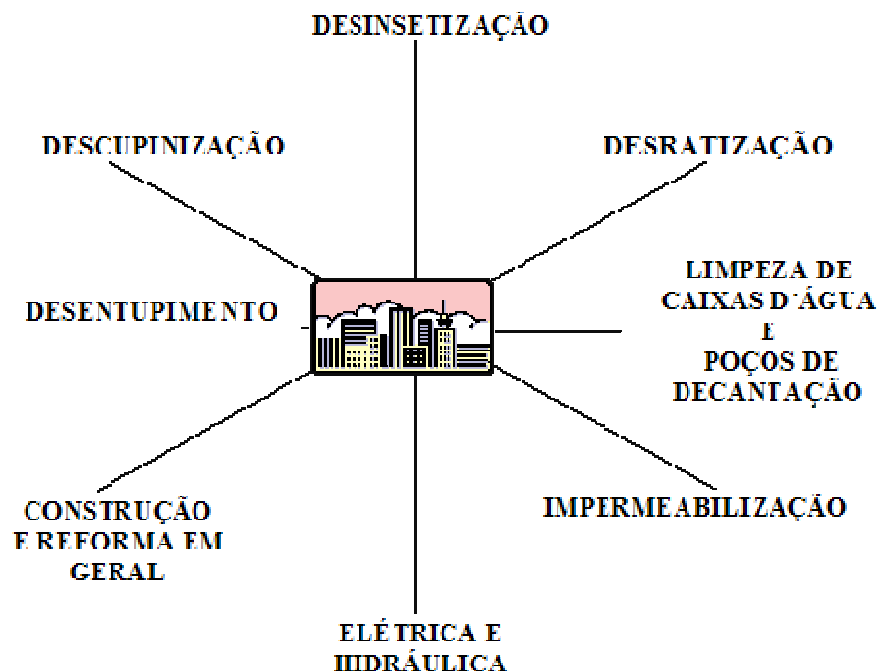 DESINSETIZAÇÃO
DESCUPINIZAÇÃO
DESRATIZAÇÃO
DESENTUPIMENTO
LIMPEZA DE
CAIXAS D´ÁGUA
E
POÇOS DE
DECANTAÇÃO
CONSTRUÇÃO
E REFORMA EM
GERAL
IMPERMEABILIZAÇÃO
ELÉTRICA E
HIDRÁULICA